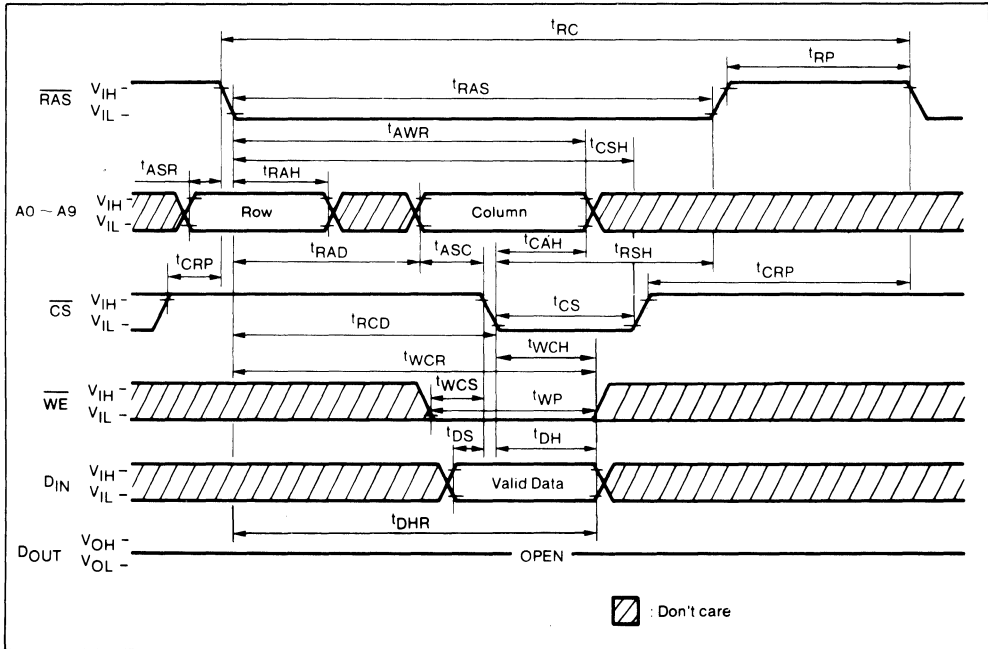 tRC
tRP
RAS VIH
VIL
tRAS
tAWR
tCSH
tASR tRAH
A0 ~ A9 VIH
VIL
Row Column
tCAH
tRAD tASC tRSH
tCRP tCRP
CS VIH
VIL
tCS
tRCD
tWCH
tWCR
tWCS
WE VIH
VIL
tWP
tDS tDH
DIN VIH
VIL
Valid Data
tDHR
DOUT VOH
VOL
OPEN
: Don't care